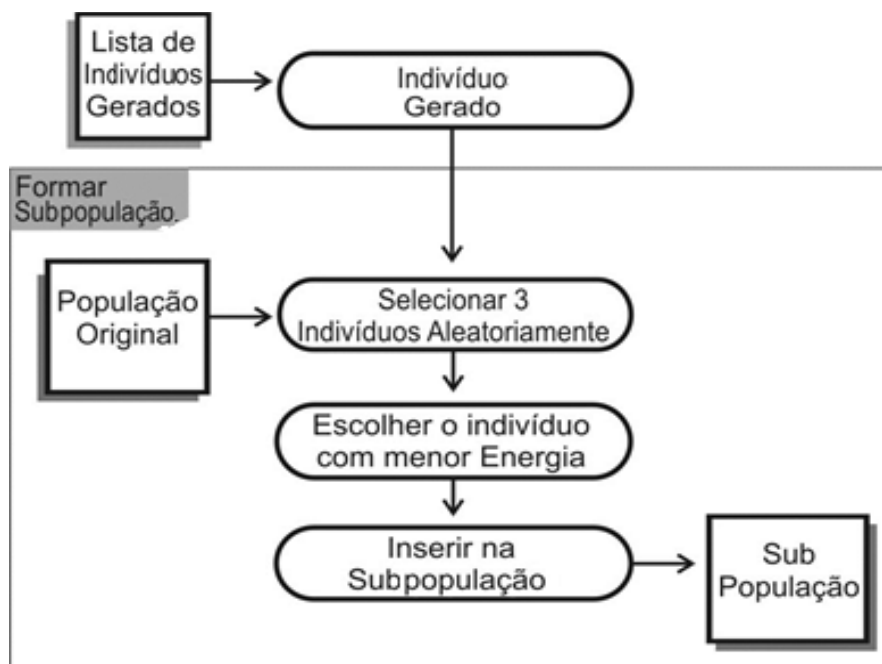 Lista de
Indivíduos
Gerados
Indivíduo
Gerado
Formar
Subpopulação.
População
Original
Selecionar 3
Indivíduos Aleatoriamente
Escolher o indivíduo
com menor Energia
Inserir na
Subpopulação
Sub
População